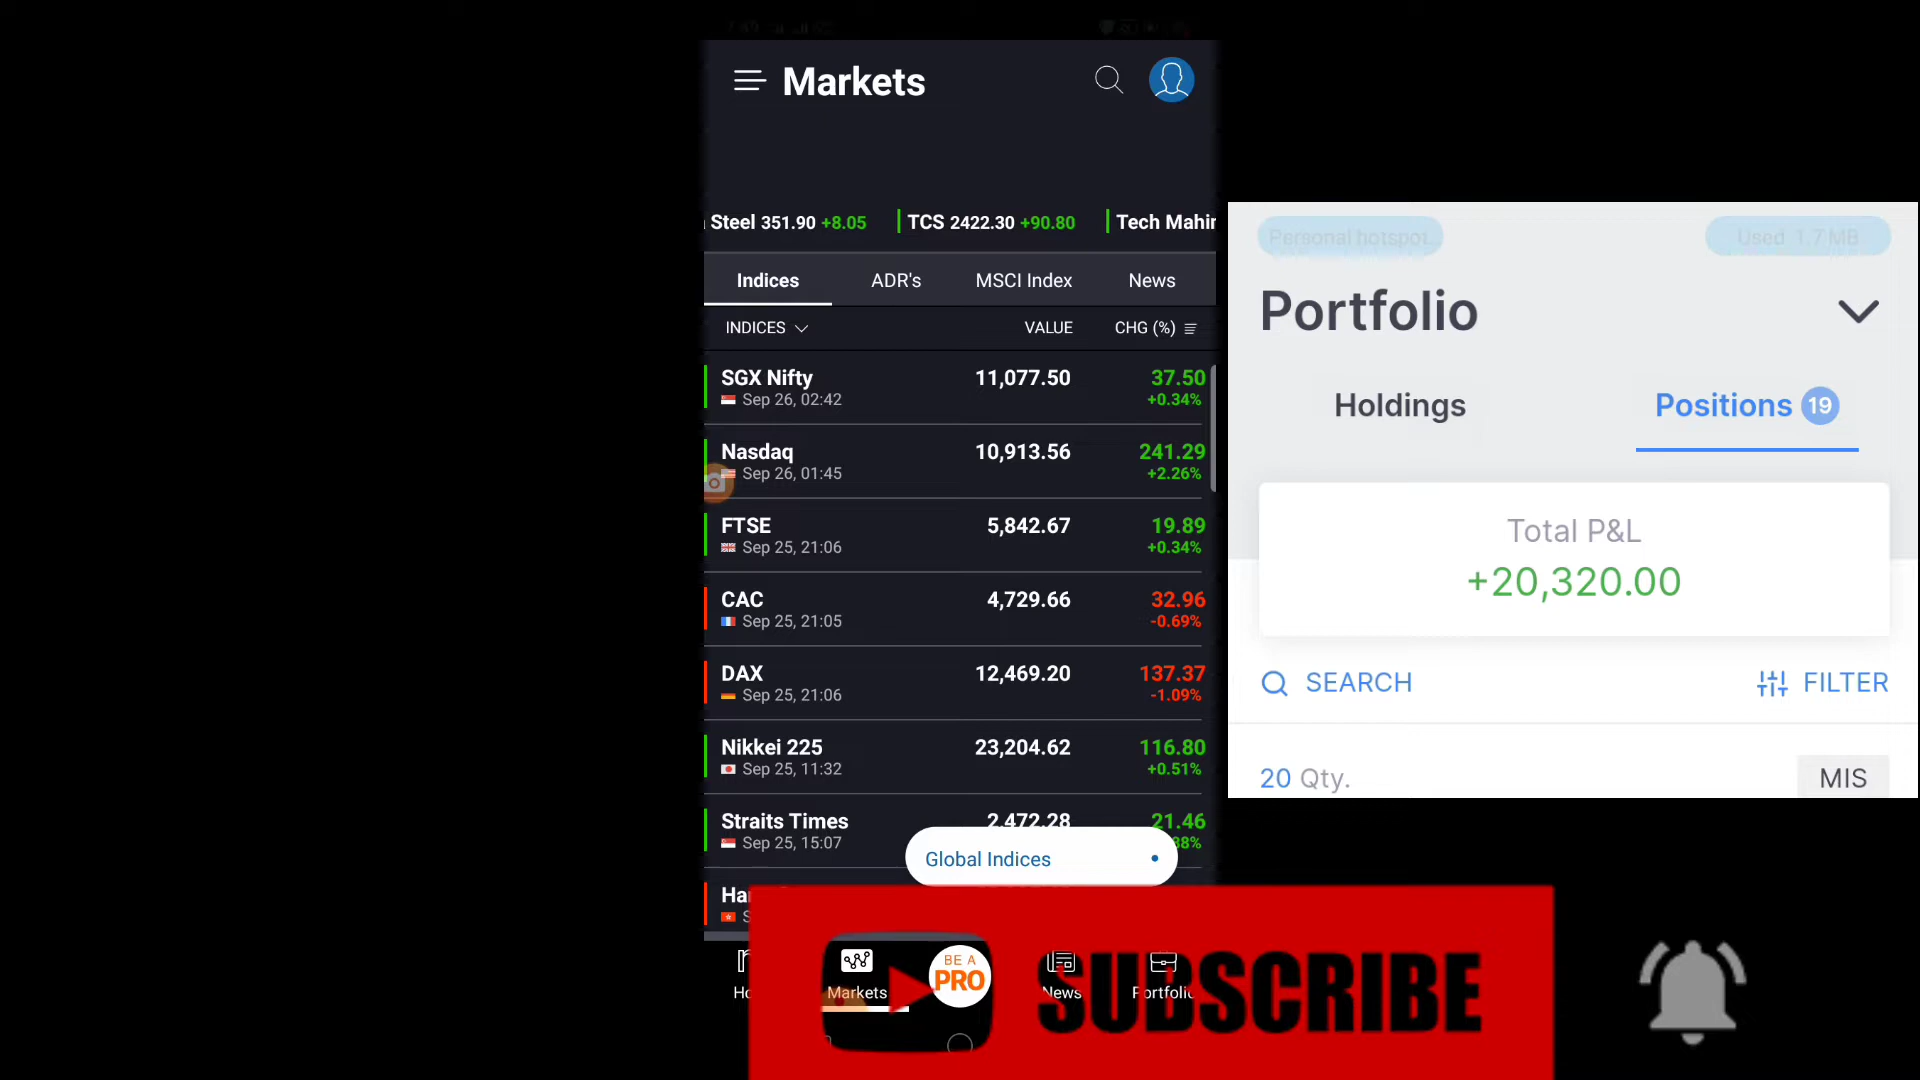 Markets
Steel 351.90 +8.05 TCS 2422.30 +90.80 Tech Mahir
Indices ADR's MSCI Index News
INDICES VALUE CHG (%)
SGX Nifty 11,077.50 37.50
Sep 26, 02:42 +0.34%
Nasdaq 10,913.56 241.29
Sep 26, 01:45 +2.26%
FTSE 5,842.67 19.89
Sep 25, 21:06 +0.34%
CAC 4,729.66 32.96
Sep 25, 21:05 -0.69%
DAX 12,469.20 137.37
Sep 25, 21:06 -1.09%
Nikkei 225 23,204.62 116.80
Sep 25, 11:32 +0.51%
Straits Times 2,472.28 21.46
Sep 25, 15:07
Global Indices
Markets
BE A
PRO
News
Portfolio
SUBSCRIBE
Personal hotspot...
Used 1.7 MB
Portfolio
Holdings Positions 19
Total P&L
+20,320.00
SEARCH FILTER
20 Qty. MIS